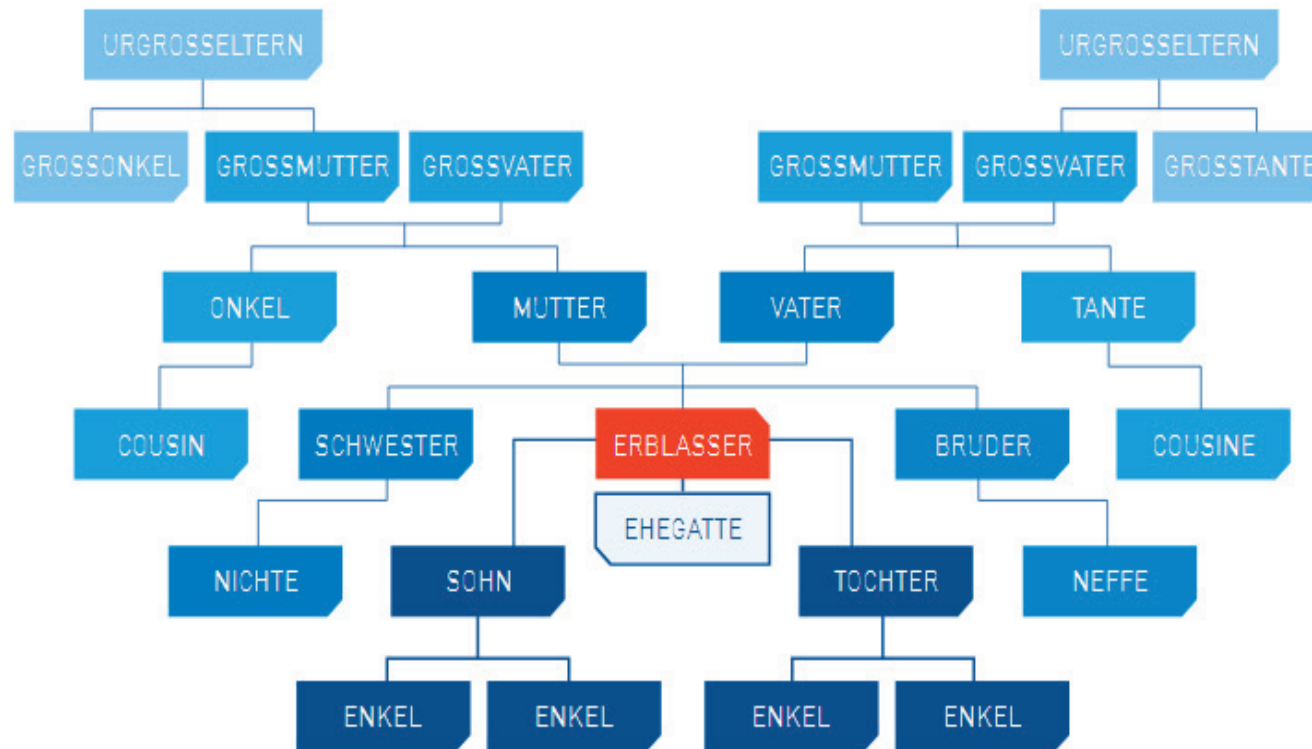 URGROSSELTERN
URGROSSELTERN
GROSSONKEL
GROSSMUTTER
GROSSVATER
GROSSMUTTER
GROSSVATER
GROSSTANTE
ONKEL
MUTTER
VATER
TANTE
COUSIN
SCHWESTER
ERBLASSER
BRUDER
COUSINE
EHEGATTE
NICHTE
SOHN
TOCHTER
NEFFE
ENKEL
ENKEL
ENKEL
ENKEL